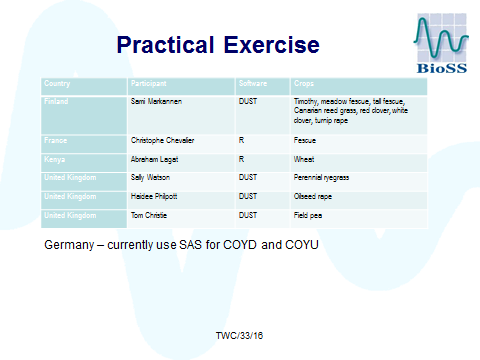 Practical Exercise
BioSS
Country Participant Software Crops
Finland Sami Markannen DUST Timothy, meadow fescue, tall fescue,
Canarian reed grass, red clover, white
clover, turnip rape
France Christophe Chevalier R Fescue
Kenya Abraham Lagat R Wheat
United Kingdom Sally Watson DUST Perennial ryegrass
United Kingdom Haidee Philpott DUST Oilseed rape
United Kingdom Tom Christie DUST Field pea
Germany – currently use SAS for COYD and COYU
TWC/33/16